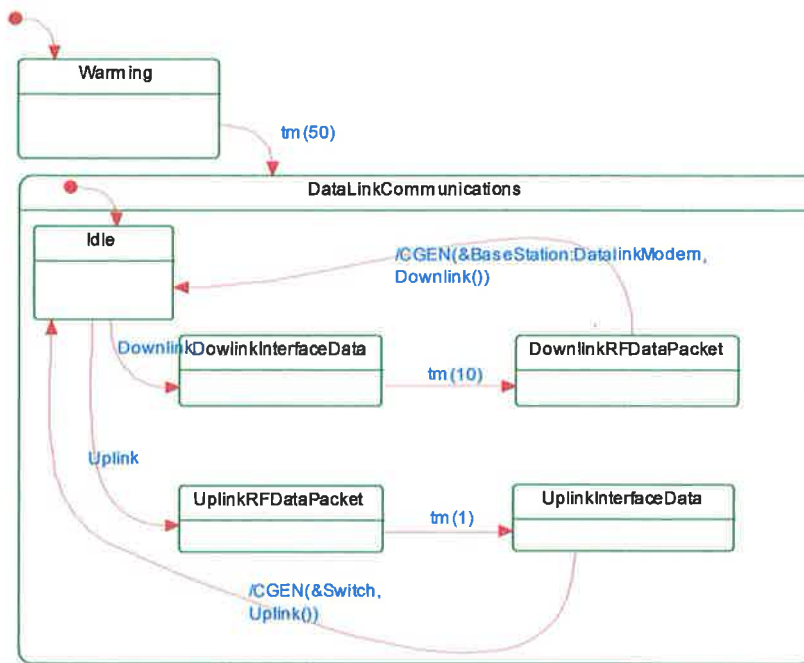 Warming
tm(50)
DataLinkCommunications
Idle
/CGEN(&BaseStation:DatalinkModem,
Downlink())
Downlink
DowlinkInterfaceData
DownlinkRFDataPacket
tm(10)
Uplink
UplinkRFDataPacket
UplinkInterfaceData
tm(1)
/CGEN(&Switch,
Uplink())